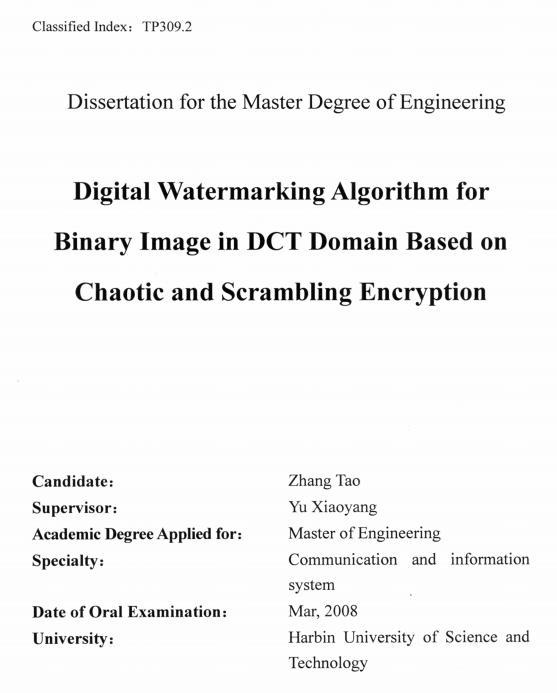 Classified Index： TP309.2
Dissertation for the Master Degree of Engineering
Digital Watermarking Algorithm for
Binary Image in DCT Domain Based on
Chaotic and Scrambling Encryption
Candidate： Zhang Tao
Supervisor： Yu Xiaoyang
Academic Degree Applied for： Master of Engineering
Specialty： Communication and information
system
Date of Oral Examination： Mar, 2008
University： Harbin University of Science and
Technology